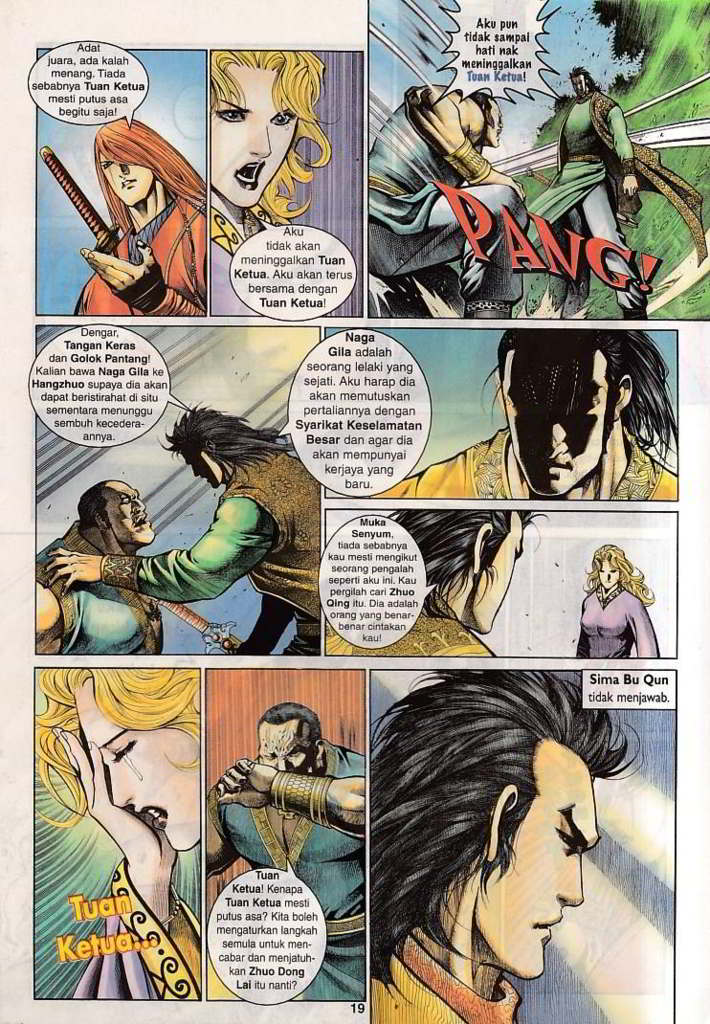 Adat
juara, ada kalah
menang. Tiada
sebabnya Tuan Ketua
mesti putus asa
begitu saja!
Aku
tidak akan
meninggalkan Tuan
Ketua. Aku akan terus
bersama dengan
Tuan Ketua!
Aku pun
tidak sampai
hati nak
meninggalkan
Tuan Ketua!
PANG!
Dengar,
Tangan Keras
dan Golok Pantang!
Kalian bawa Naga Gila ke
Hangzhuo supaya dia akan
dapat beristirahat di situ
sementara menunggu
sembuh kecedera-
annya.
Naga
Gila adalah
seorang lelaki yang
sejati. Aku harap dia
akan memutuskan
pertaliannya dengan
Syarikat Keselamatan
Besar dan agar dia
akan mempunyai
kerjaya yang
baru.
Muka
Senyum,
tiada sebabnya
kau mesti mengikut
seorang pengalah
seperti aku ini. Kau
pergilah cari Zhuo
Qing itu. Dia adalah
orang yang benar-
benar cintakan
kau!
Tuan
Ketua...
Tuan
Ketua! Kenapa
Tuan Ketua mesti
putus asa? Kita boleh
mengaturkan langkah
semula untuk men-
cabar dan menjatuh-
kan Zhuo Dong
Lai itu nanti?
Sima Bu Qun
tidak menjawab.
19